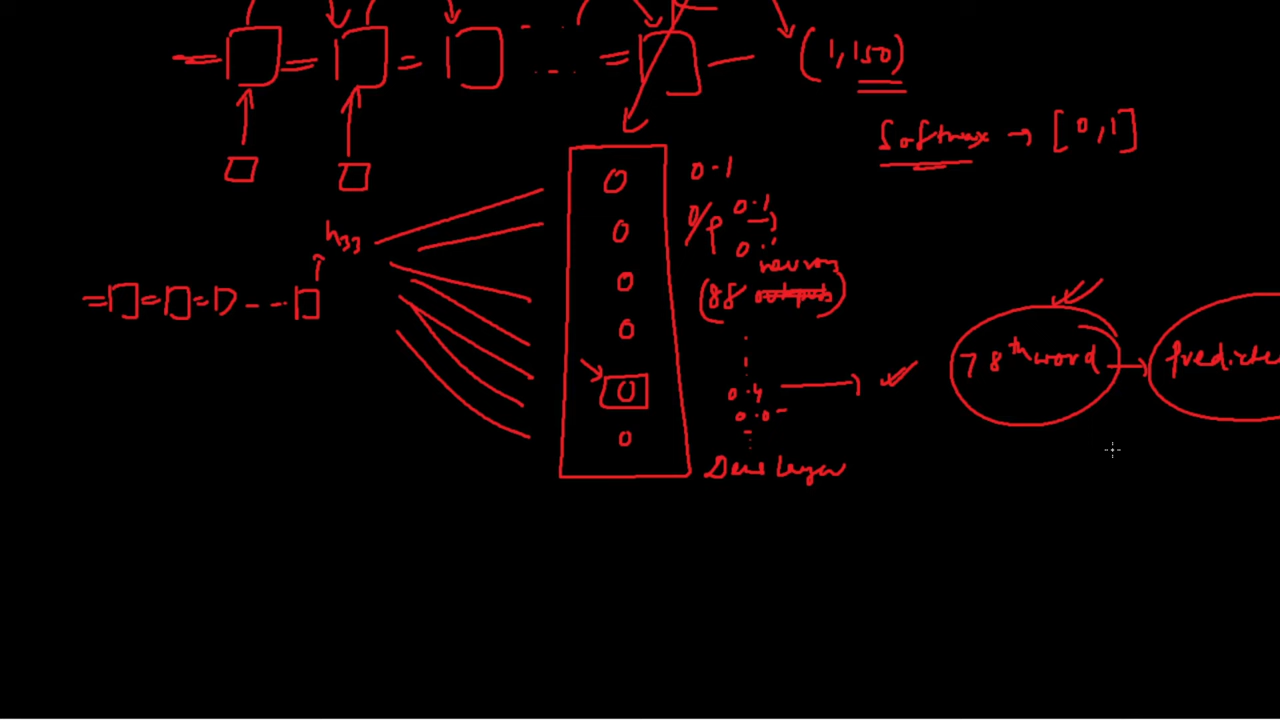 (1,150)
Softmax → [0,1]
0.1
h33
O/p 0.1
0.1
neurons
(88 outputs)
78th word → predicte
0.4
0.0
Dense Layer